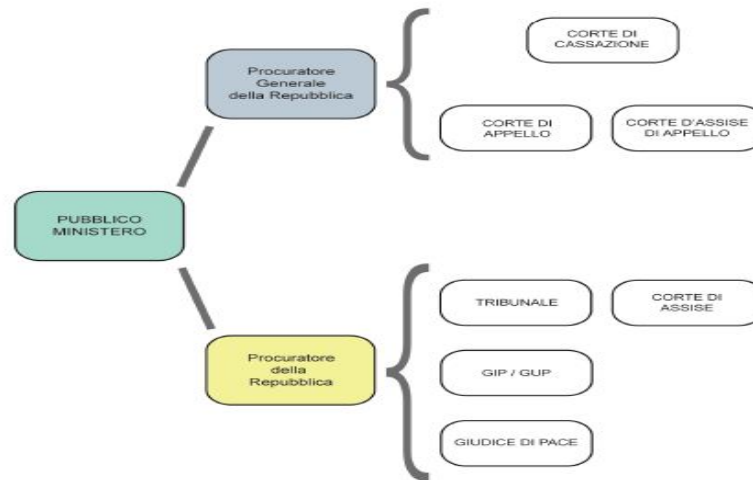 CORTE DI
CASSAZIONE
Procuratore
Generale
della Repubblica
CORTE DI
APPELLO
CORTE D'ASSISE
DI APPELLO
PUBBLICO
MINISTERO
TRIBUNALE
CORTE DI
ASSISE
Procuratore
della
Repubblica
GIP / GUP
GIUDICE DI PACE